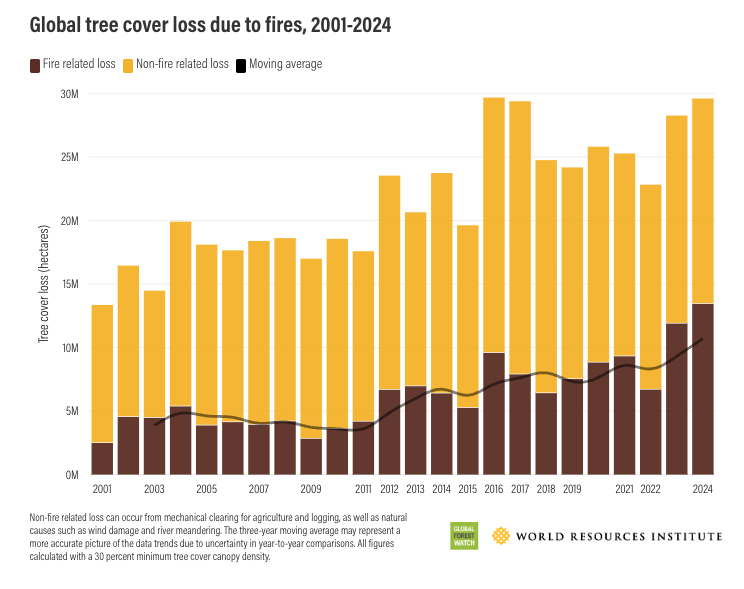 Global tree cover loss due to fires, 2001-2024
Fire related loss Non-fire related loss Moving average
30M
25M
20M
15M
10M
5M
0M
Tree cover loss (hectares)
2001 2003 2005 2007 2009 2011 2012 2013 2014 2015 2016 2017 2018 2019 2021 2022 2024
Non-fire related loss can occur from mechanical clearing for agriculture and logging, as well as natural
causes such as wind damage and river meandering. The three-year moving average may represent a
more accurate picture of the data trends due to uncertainty in year-to-year comparisons. All figures
calculated with a 30 percent minimum tree cover canopy density.
GLOBAL
FOREST
WATCH
WORLD RESOURCES INSTITUTE